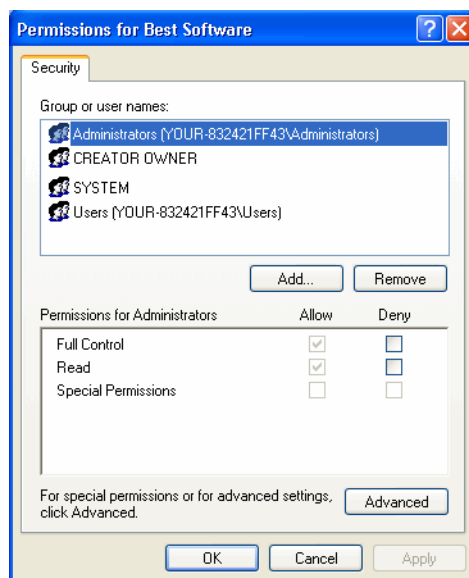 Permissions for Best Software
Security
Group or user names:
Administrators (YOUR-832421FF43\Administrators)
CREATOR OWNER
SYSTEM
Users (YOUR-832421FF43\Users)
Add... Remove
Permissions for Administrators Allow Deny
Full Control
Read
Special Permissions
For special permissions or for advanced settings,
click Advanced.
Advanced
OK Cancel Apply